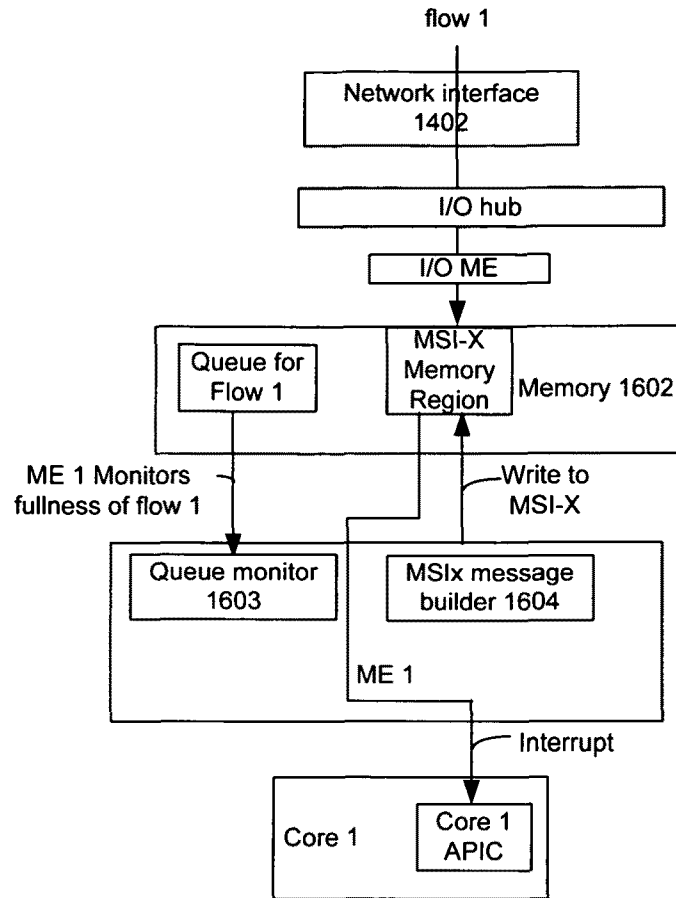 flow 1
Network interface
1402
I/O hub
I/O ME
Queue for
Flow 1
MSI-X
Memory
Region
Memory 1602
ME 1 Monitors
fullness of flow 1
Write to
MSI-X
Queue monitor
1603
MSIx message
builder 1604
ME 1
Interrupt
Core 1
Core 1
APIC